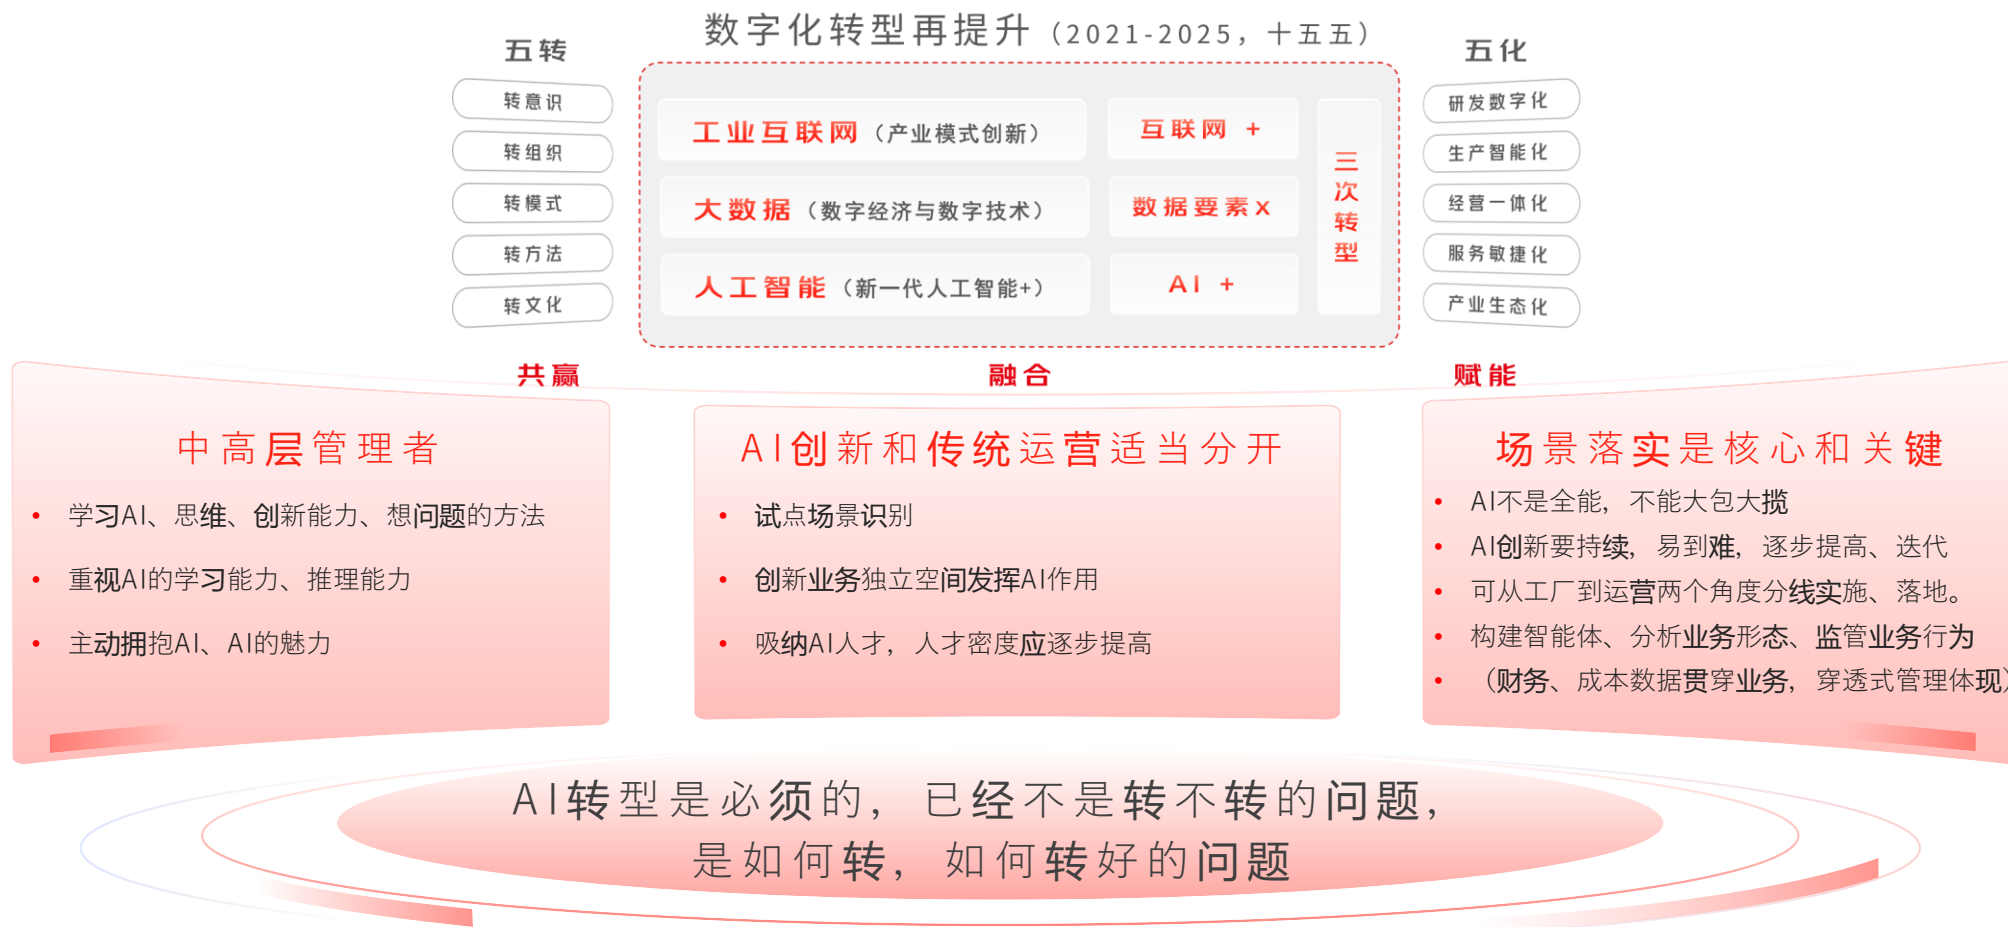 数字化转型再提升（2021-2025，十五五）
五转
转意识
转组织
转模式
转方法
转文化
工业互联网（产业模式创新）
互联网 +
大数据（数字经济与数字技术）
数据要素x
人工智能（新一代人工智能+）
AI +
三次转型
五化
研发数字化
生产智能化
经营一体化
服务敏捷化
产业生态化
共赢
融合
赋能
中高层管理者
• 学习AI、思维、创新能力、想问题的方法
• 重视AI的学习能力、推理能力
• 主动拥抱AI、AI的魅力
AI创新和传统运营适当分开
• 试点场景识别
• 创新业务独立空间发挥AI作用
• 吸纳AI人才，人才密度应逐步提高
场景落实是核心和关键
• AI不是全能，不能大包大揽
• AI创新要持续，易到难，逐步提高、迭代
• 可从工厂到运营两个角度分线实施、落地。
• 构建智能体、分析业务形态、监管业务行为
• （财务、成本数据贯穿业务，穿透式管理体现）
AI转型是必须的，已经不是转不转的问题，
是如何转，如何转好的问题